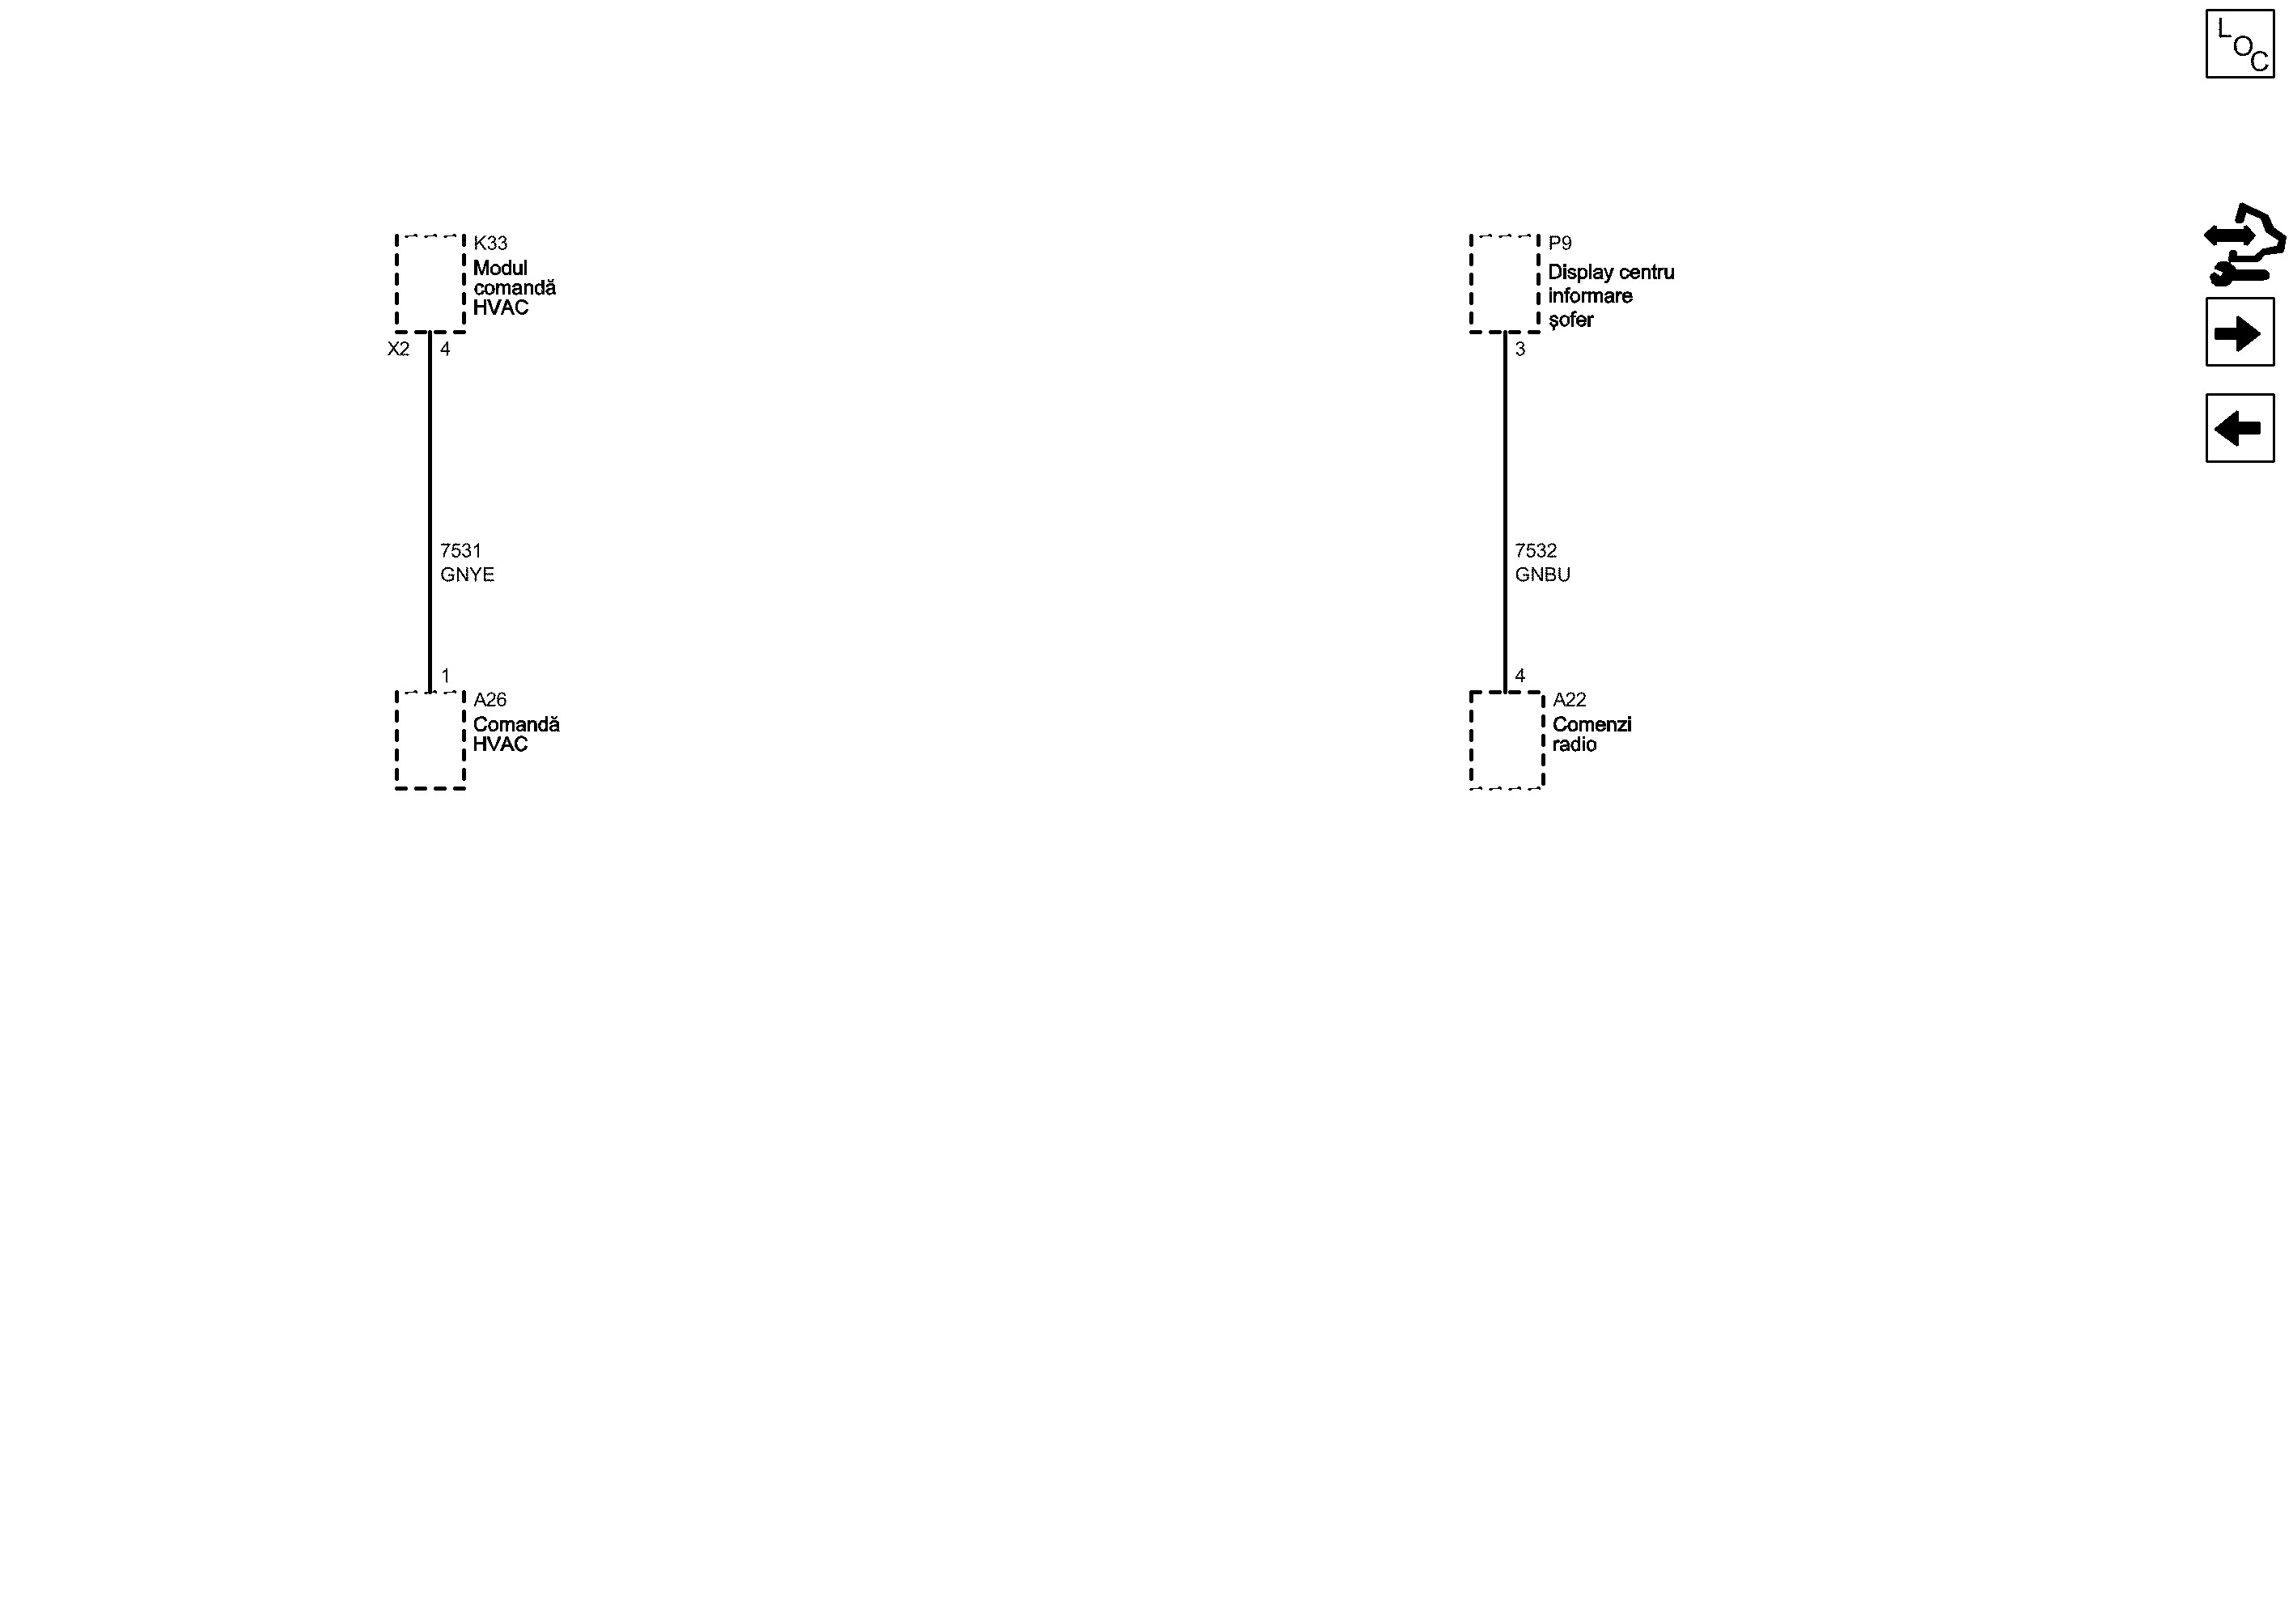 LOC
K33
Modul
comandă
HVAC
X2 4
7531
GNYE
1
A26
Comandă
HVAC
P9
Display centru
informare
şofer
3
7532
GNBU
4
A22
Comenzi
radio